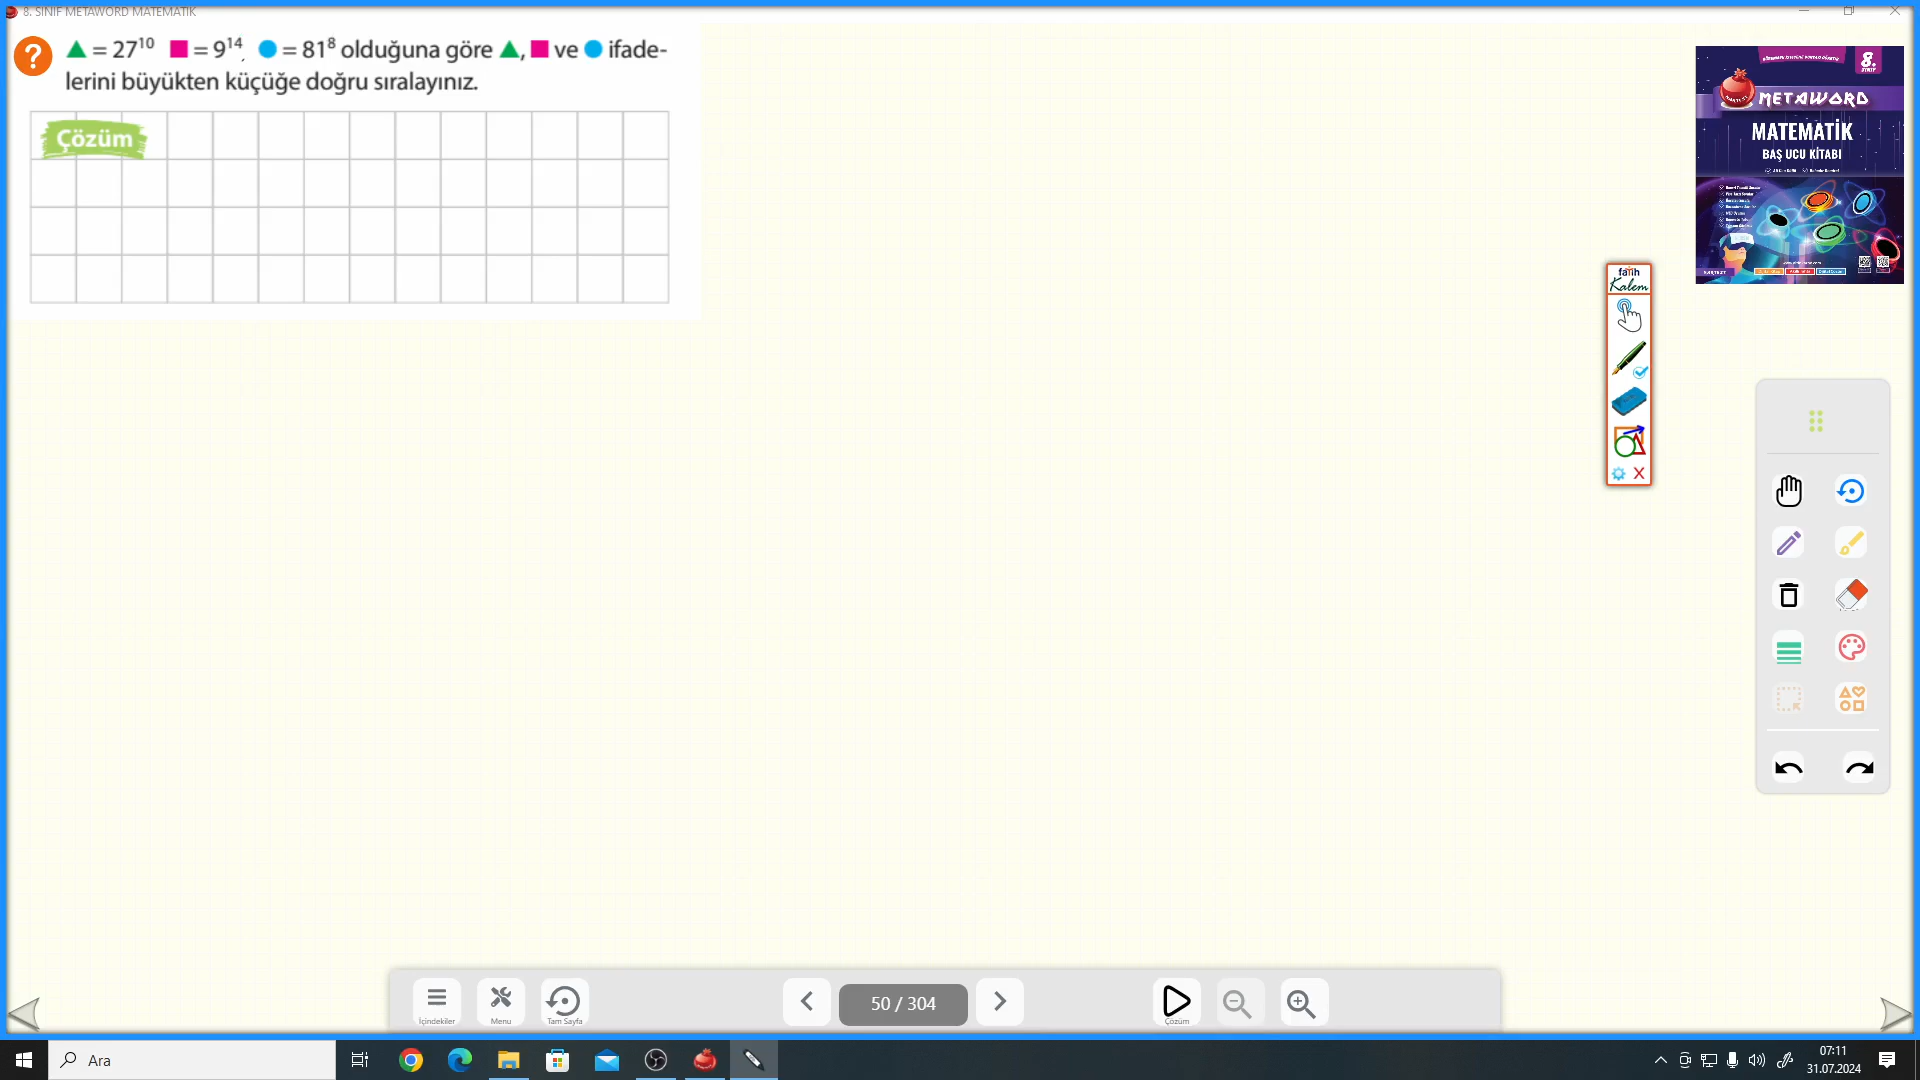 8. SINIF METAWORD MATEMATİK
? ▲ = 27¹⁰ ■ = 9¹⁴, ● = 81⁸ olduğuna göre ▲, ■ ve ● ifade-
lerini büyükten küçüğe doğru sıralayınız.
Çözüm
8.
SINIF
METAWORD
MATEMATİK
BAŞ UCU KİTABI
fatih
Kalem
X
İçindekiler
Menu
Tam Sayfa
50 / 304
Çözüm
Ara
07:11
31.07.2024